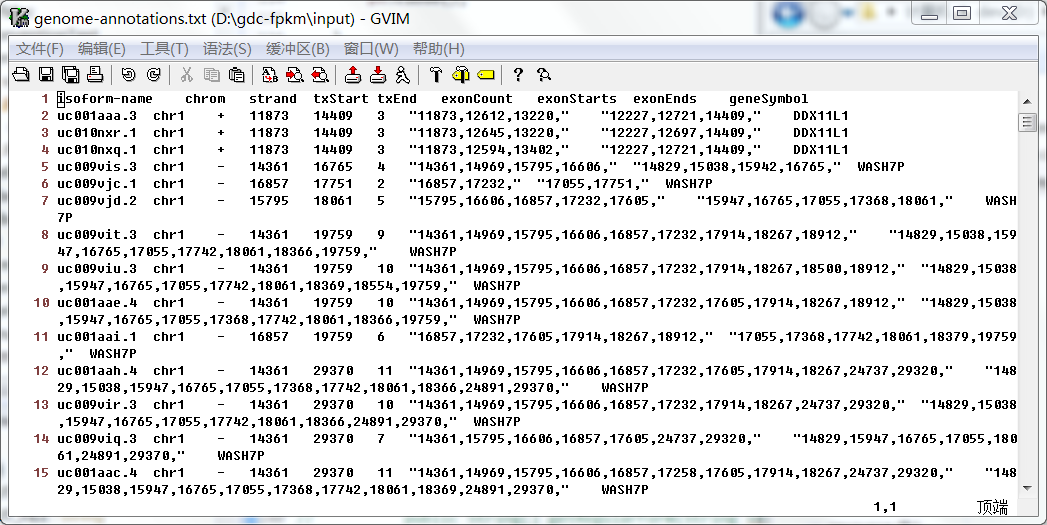 genome-annotations.txt (D:\gdc-fpkm\input) - GVIM
文件(F) 编辑(E) 工具(T) 语法(S) 缓冲区(B) 窗口(W) 帮助(H)
1 isoform-name chrom strand txStart txEnd exonCount exonStarts exonEnds geneSymbol
2 uc001aaa.3 chr1 + 11873 14409 3 "11873,12612,13220," "12227,12721,14409," DDX11L1
3 uc010nxr.1 chr1 + 11873 14409 3 "11873,12645,13220," "12227,12697,14409," DDX11L1
4 uc010nxq.1 chr1 + 11873 14409 3 "11873,12594,13402," "12227,12721,14409," DDX11L1
5 uc009vis.3 chr1 - 14361 16765 4 "14361,14969,15795,16606," "14829,15038,15942,16765," WASH7P
6 uc009vjc.1 chr1 - 16857 17751 2 "16857,17232," "17055,17751," WASH7P
7 uc009vjd.2 chr1 - 15795 18061 5 "15795,16606,16857,17232,17605," "15947,16765,17055,17368,18061," WASH
7P
8 uc009vit.3 chr1 - 14361 19759 9 "14361,14969,15795,16606,16857,17232,17914,18267,18912," "14829,15038,159
47,16765,17055,17742,18061,18366,19759," WASH7P
9 uc009viu.3 chr1 - 14361 19759 10 "14361,14969,15795,16606,16857,17232,17914,18267,18500,18912," "14829,15038
,15947,16765,17055,17742,18061,18369,18554,19759," WASH7P
10 uc001aae.4 chr1 - 14361 19759 10 "14361,14969,15795,16606,16857,17232,17605,17914,18267,18912," "14829,15038
,15947,16765,17055,17368,17742,18061,18366,19759," WASH7P
11 uc001aai.1 chr1 - 16857 19759 6 "16857,17232,17605,17914,18267,18912," "17055,17368,17742,18061,18379,19759
," WASH7P
12 uc001aah.4 chr1 - 14361 29370 11 "14361,14969,15795,16606,16857,17232,17605,17914,18267,24737,29320," "148
29,15038,15947,16765,17055,17368,17742,18061,18366,24891,29370," WASH7P
13 uc009vir.3 chr1 - 14361 29370 10 "14361,14969,15795,16606,16857,17232,17914,18267,24737,29320," "14829,15038
,15947,16765,17055,17742,18061,18366,24891,29370," WASH7P
14 uc009viq.3 chr1 - 14361 29370 7 "14361,15795,16606,16857,17605,24737,29320," "14829,15947,16765,17055,180
61,24891,29370," WASH7P
15 uc001aac.4 chr1 - 14361 29370 11 "14361,14969,15795,16606,16857,17258,17605,17914,18267,24737,29320," "148
29,15038,15947,16765,17055,17368,17742,18061,18369,24891,29370," WASH7P
1,1 顶端